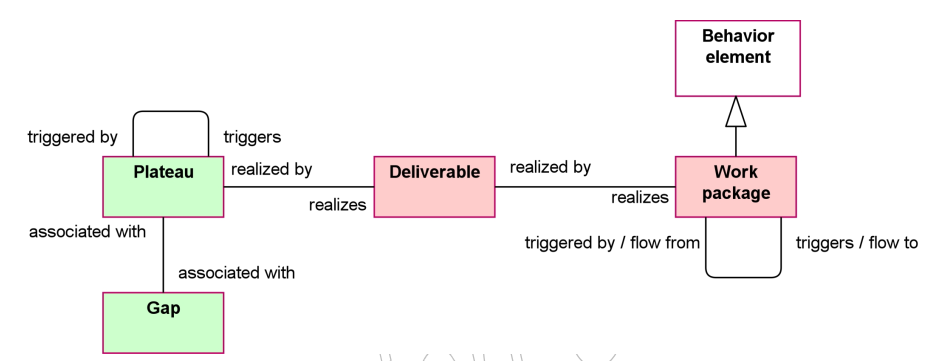 Behavior
element
triggered by
triggers
Plateau
realized by
realizes
Deliverable
realized by
realizes
Work
package
associated with
associated with
triggered by / flow from
triggers / flow to
Gap